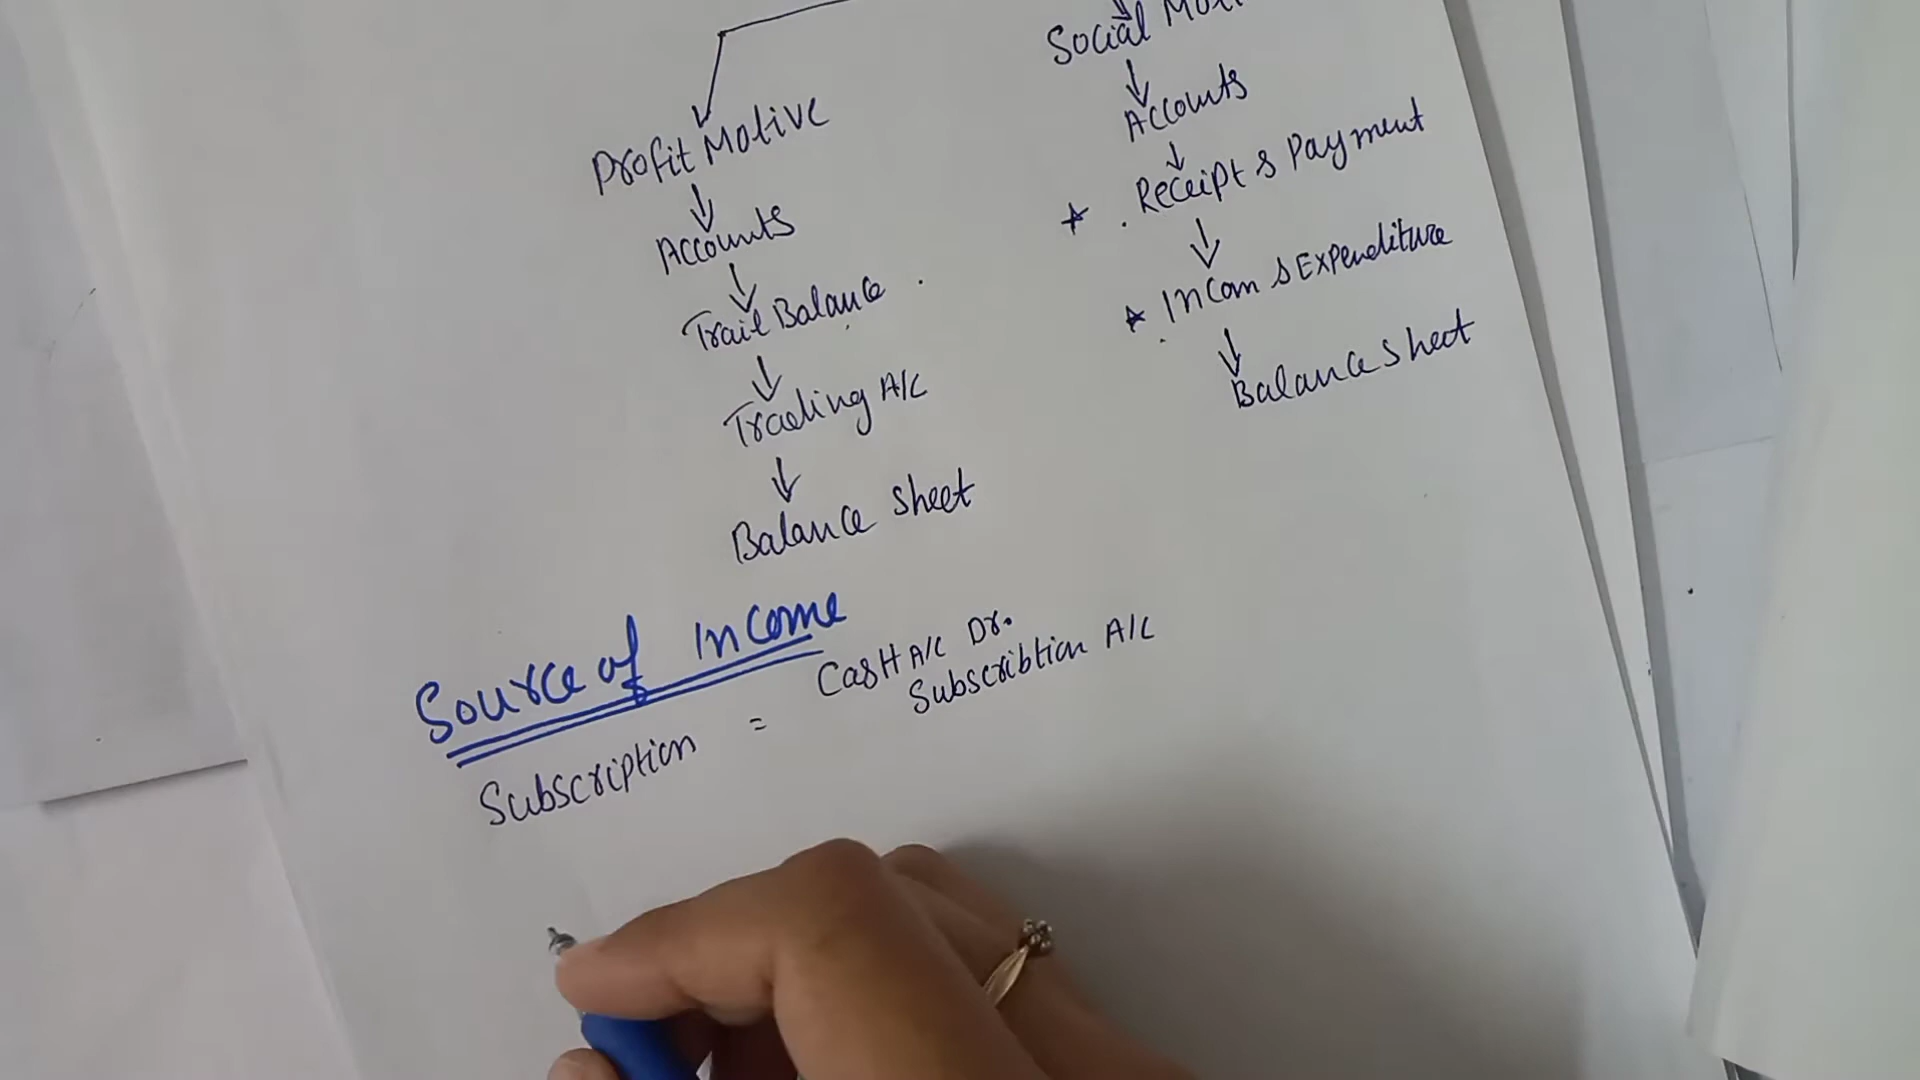 Profit Motive
Accounts
Trail Balance
Trading A/C
Balance Sheet
Social
Accounts
Receipt & Payment
Incom & Expenditure
Balance Sheet
Source of Income
Subscription = Cash A/C Dr.
Subscribtion A/C